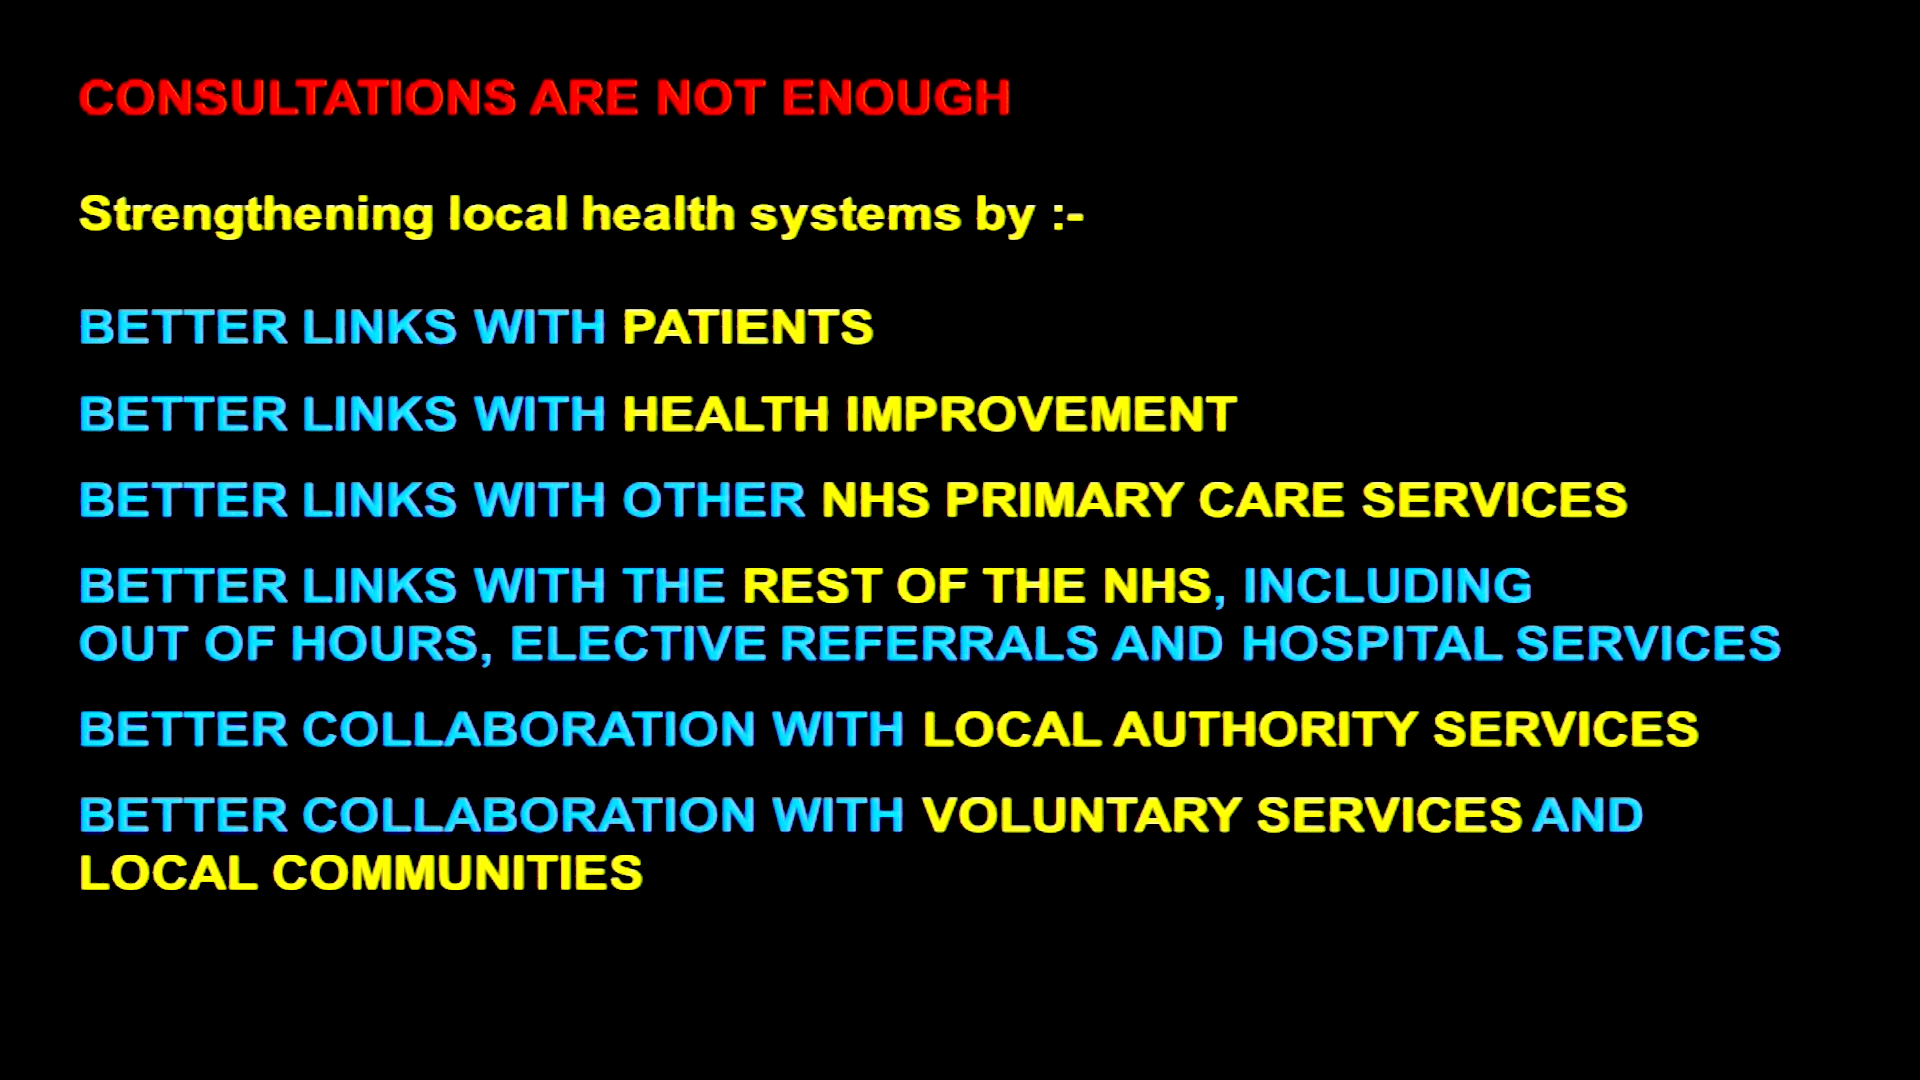 CONSULTATIONS ARE NOT ENOUGH
Strengthening local health systems by :-
BETTER LINKS WITH PATIENTS
BETTER LINKS WITH HEALTH IMPROVEMENT
BETTER LINKS WITH OTHER NHS PRIMARY CARE SERVICES
BETTER LINKS WITH THE REST OF THE NHS, INCLUDING
OUT OF HOURS, ELECTIVE REFERRALS AND HOSPITAL SERVICES
BETTER COLLABORATION WITH LOCAL AUTHORITY SERVICES
BETTER COLLABORATION WITH VOLUNTARY SERVICES AND
LOCAL COMMUNITIES